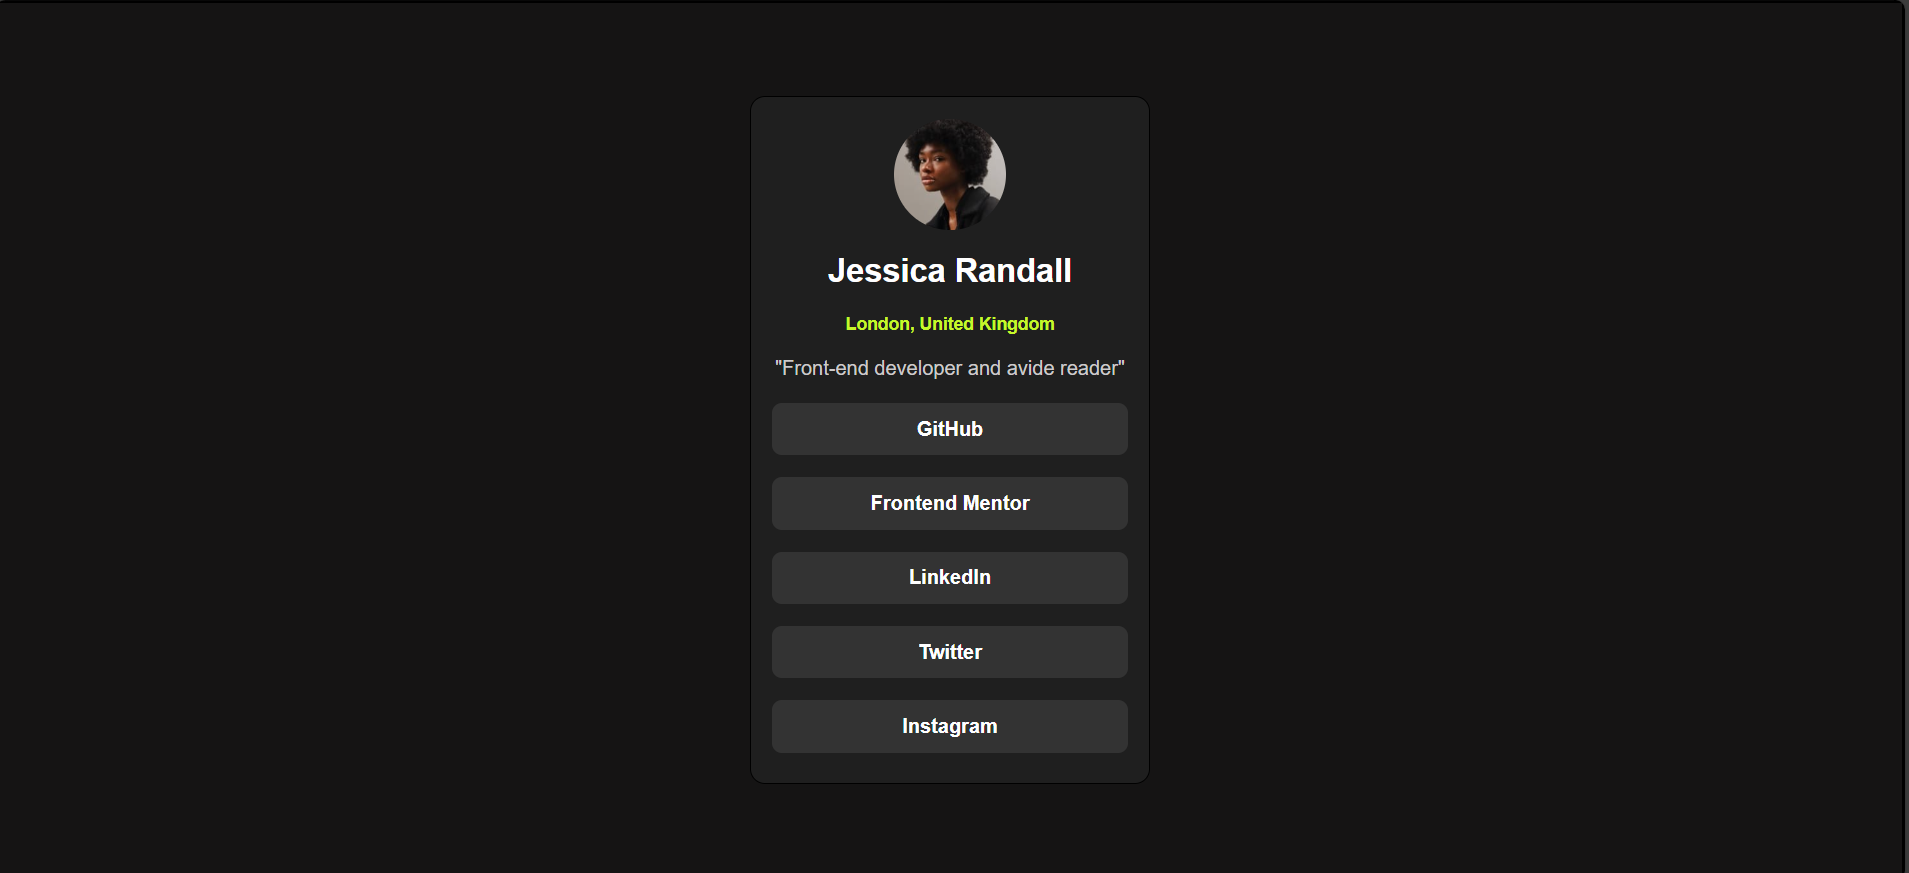 Jessica Randall
London, United Kingdom
"Front-end developer and avide reader"
GitHub
Frontend Mentor
LinkedIn
Twitter
Instagram